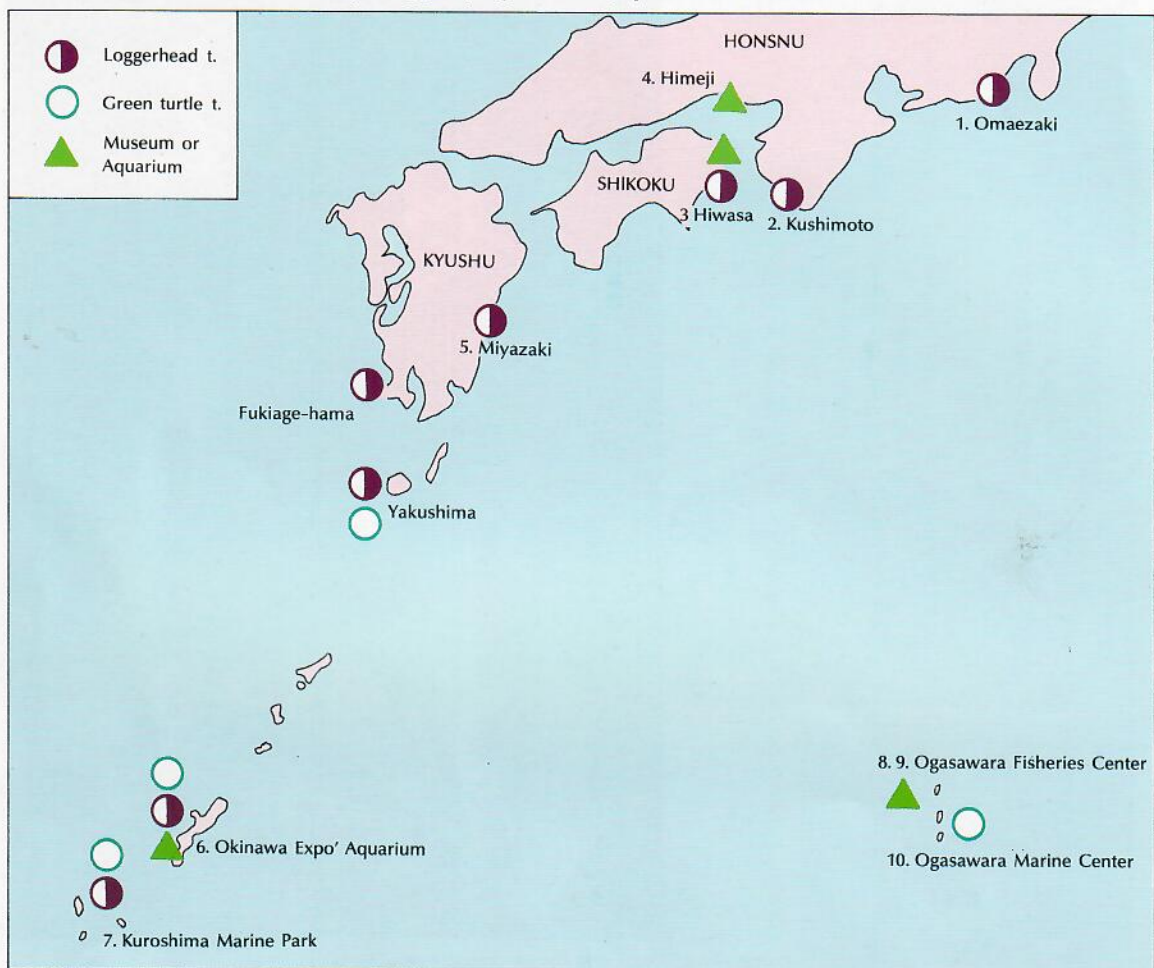 Loggerhead t.
Green turtle t.
Museum or
Aquarium
HONSNU
4. Himeji
1. Omaezaki
SHIKOKU
3 Hiwasa
2. Kushimoto
KYUSHU
5. Miyazaki
Fukiage-hama
Yakushima
8. 9. Ogasawara Fisheries Center
6. Okinawa Expo' Aquarium
10. Ogasawara Marine Center
7. Kuroshima Marine Park